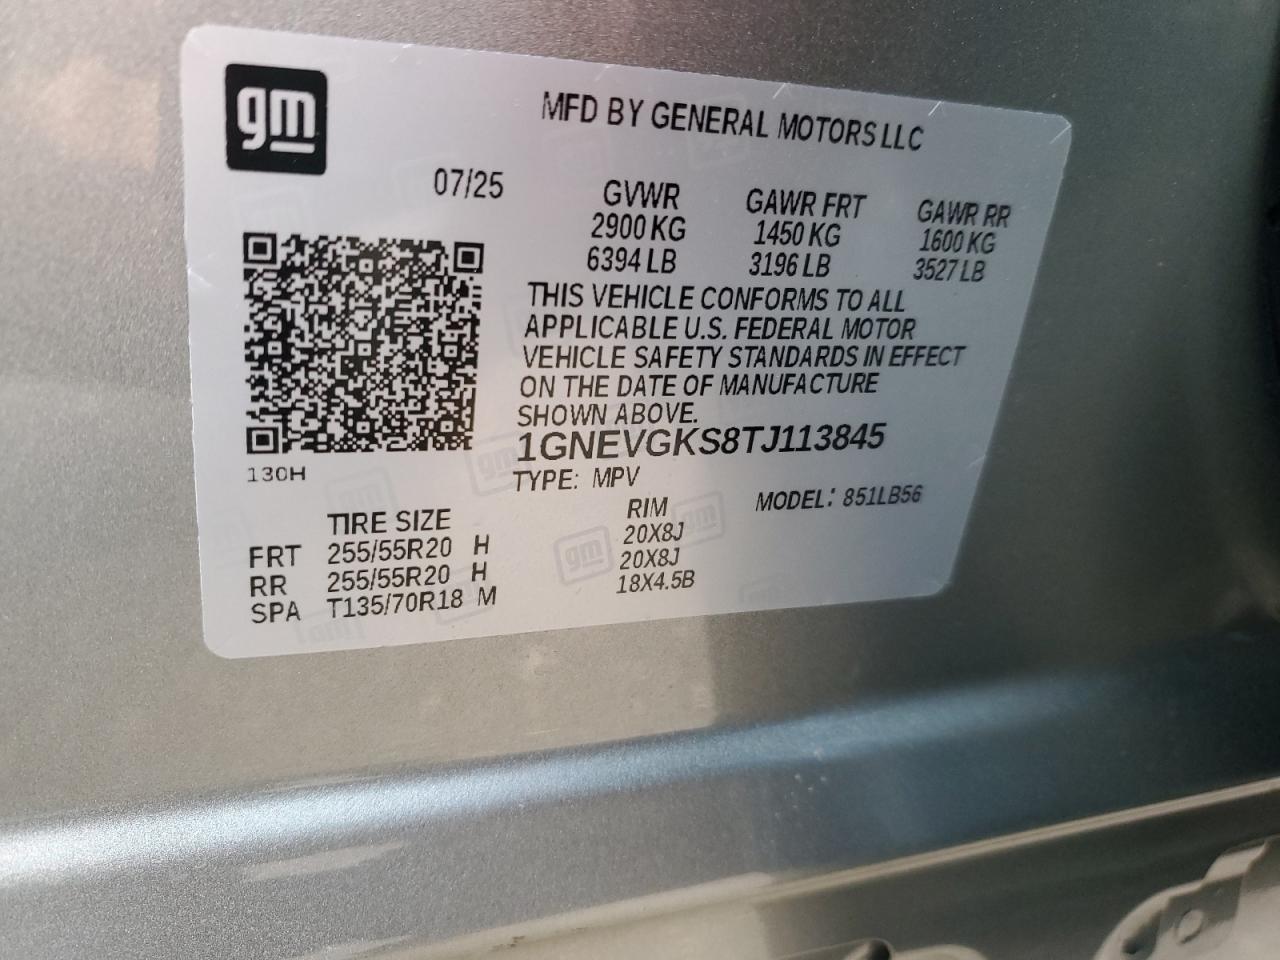 gm
MFD BY GENERAL MOTORS LLC
07/25
GVWR GAWR FRT GAWR RR
2900 KG 1450 KG 1600 KG
6394 LB 3196 LB 3527 LB
THIS VEHICLE CONFORMS TO ALL
APPLICABLE U.S. FEDERAL MOTOR
VEHICLE SAFETY STANDARDS IN EFFECT
ON THE DATE OF MANUFACTURE
SHOWN ABOVE.
1GNEVGKS8TJ113845
130H
TYPE: MPV MODEL: 851LB56
TIRE SIZE RIM
FRT 255/55R20 H 20X8J
RR 255/55R20 H 20X8J
SPA T135/70R18 M 18X4.5B
gm
gm
gm